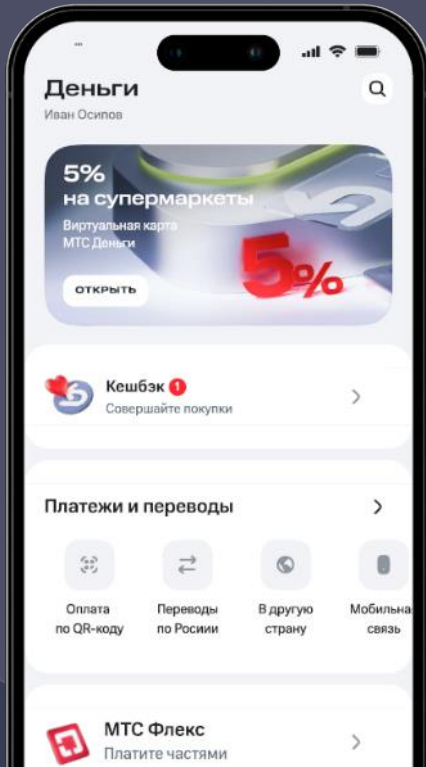 Деньги
Иван Осипов
5%
на супермаркеты
Виртуальная карта
МТС Деньги
5%
ОТКРЫТЬ
Кешбэк 1
Совершайте покупки
Платежи и переводы
Оплата Переводы В другую Мобильна
по QR-коду по Росиии страну связь
МТС Флекс
Платите частями